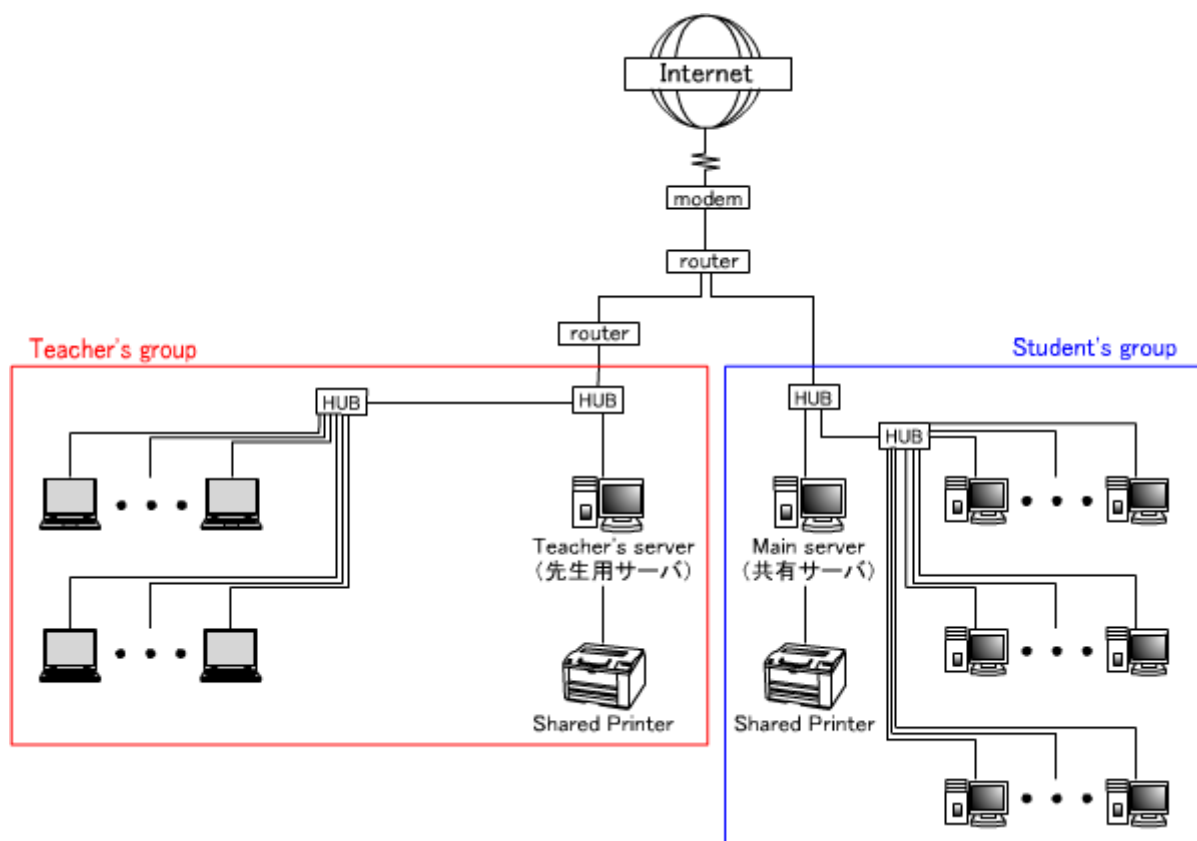 Internet
modem
router
router
Teacher's group
Student's group
HUB
HUB
HUB
HUB
Teacher's server
（先生用サーバ）
Main server
（共有サーバ）
Shared Printer
Shared Printer